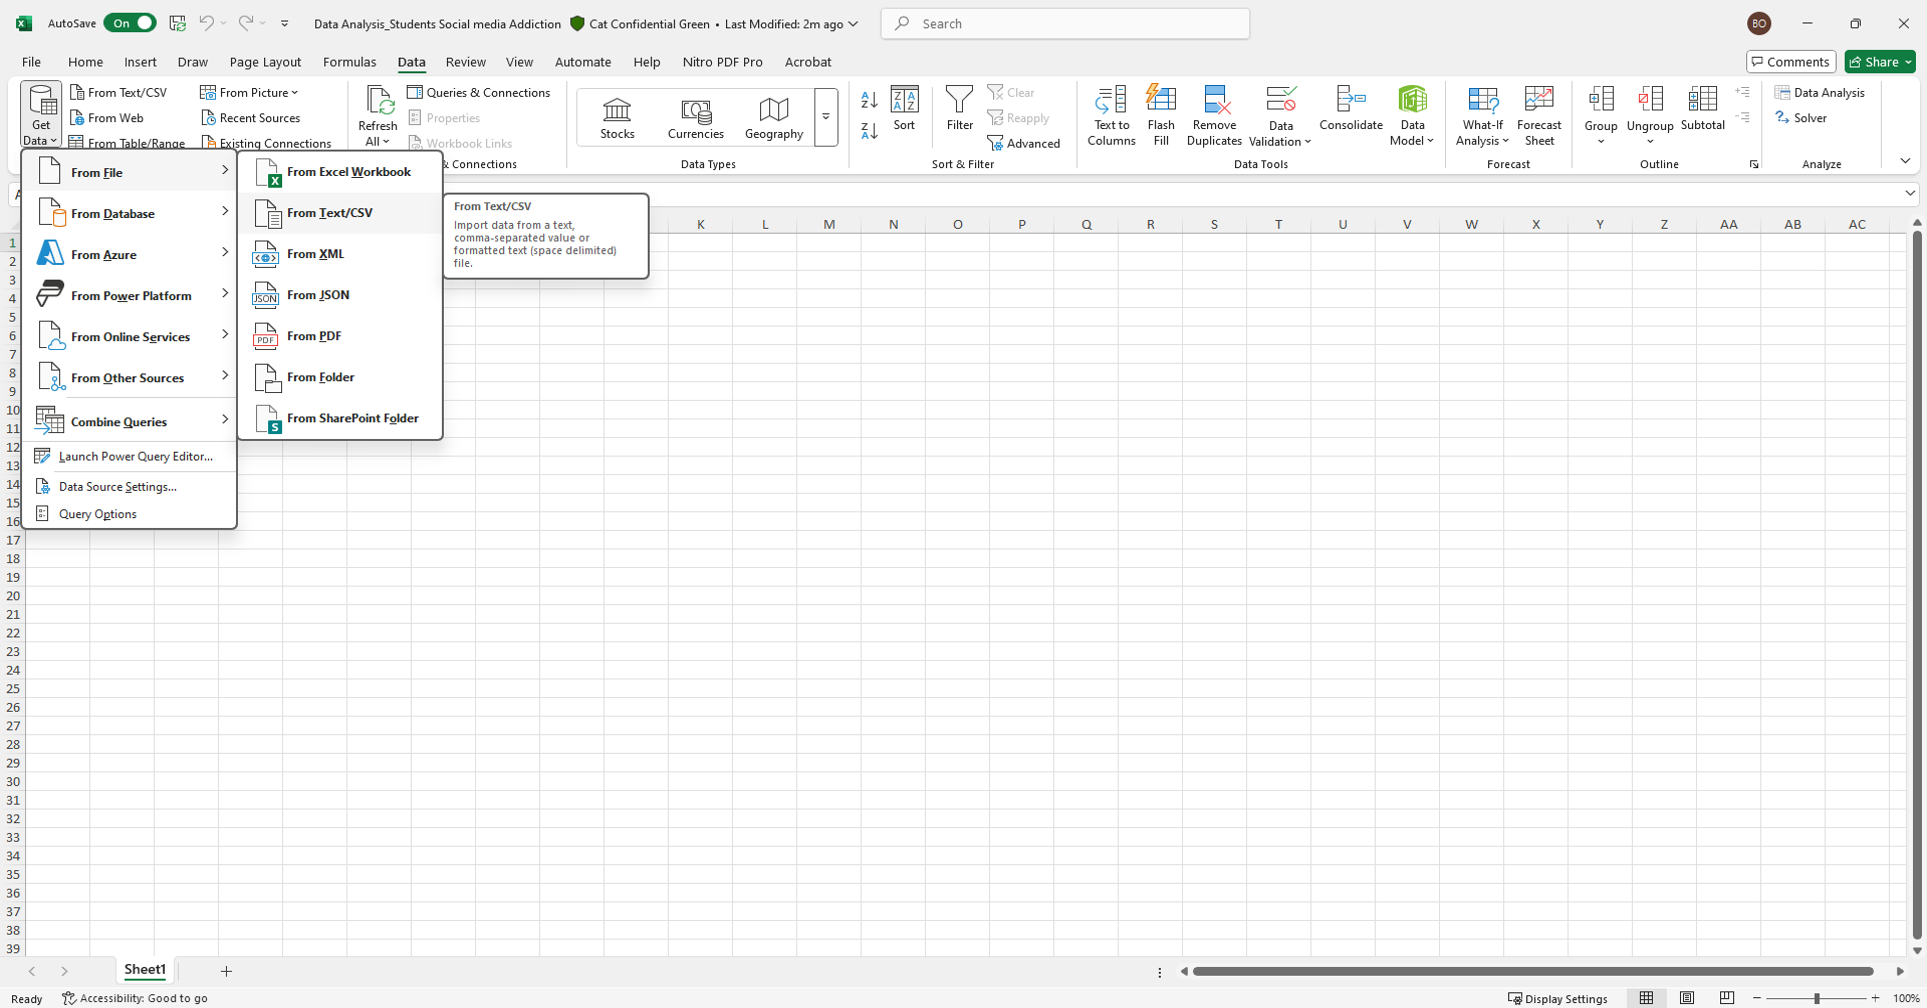 AutoSave On Data Analysis_Students Social media Addiction Cat Confidential Green • Last Modified: 2m ago Search BO
File Home Insert Draw Page Layout Formulas Data Review View Automate Help Nitro PDF Pro Acrobat Comments Share
Get Data
From Text/CSV
From Web
From Table/Range
From Picture
Recent Sources
Existing Connections
Refresh All
Queries & Connections
Properties
Workbook Links
& Connections
Stocks
Currencies
Geography
Data Types
Sort
Filter
Clear
Reapply
Advanced
Sort & Filter
Text to Columns
Flash Fill
Remove Duplicates
Data Validation
Consolidate
Data Model
Data Tools
What-If Analysis
Forecast Sheet
Forecast
Group
Ungroup
Subtotal
Outline
Data Analysis
Solver
Analyze
From File
From Database
From Azure
From Power Platform
From Online Services
From Other Sources
Combine Queries
Launch Power Query Editor...
Data Source Settings...
Query Options
From Excel Workbook
From Text/CSV
From XML
From JSON
From PDF
From Folder
From SharePoint Folder
From Text/CSV
Import data from a text,
comma-separated value or
formatted text (space delimited)
file.
K L M N O P Q R S T U V W X Y Z AA AB AC
1
2
3
4
5
6
7
8
9
10
11
12
13
14
15
16
17
18
19
20
21
22
23
24
25
26
27
28
29
30
31
32
33
34
35
36
37
38
39
Sheet1
Ready Accessibility: Good to go Display Settings 100%